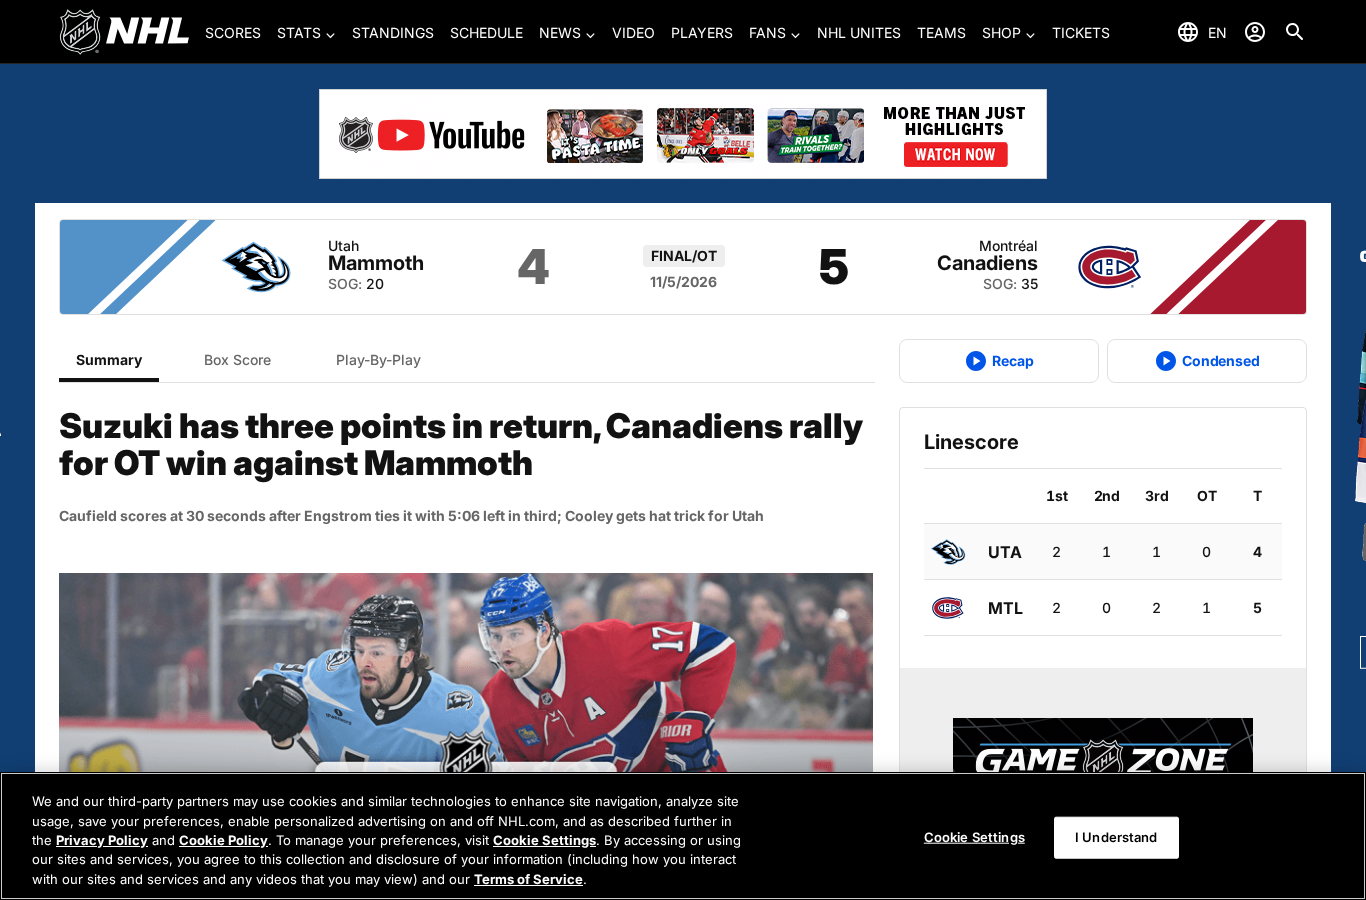 NHL
SCORES STATS STANDINGS SCHEDULE NEWS VIDEO PLAYERS FANS NHL UNITES TEAMS SHOP TICKETS EN
YouTube
IT'S PASTA TIME
ONLY GOALS
RIVALS
TRAIN TOGETHER?
MORE THAN JUST
HIGHLIGHTS
WATCH NOW
Utah
Mammoth
SOG: 20
4
FINAL/OT
11/5/2026
5
Montréal
Canadiens
SOG: 35
Summary
Box Score
Play-By-Play
Recap
Condensed
Suzuki has three points in return, Canadiens rally
for OT win against Mammoth
Caufield scores at 30 seconds after Engstrom ties it with 5:06 left in third; Cooley gets hat trick for Utah
17
A
Linescore
1st 2nd 3rd OT T
UTA 2 1 1 0 4
MTL 2 0 2 1 5
GAME NHL ZONE
We and our third-party partners may use cookies and similar technologies to enhance site navigation, analyze site
usage, save your preferences, enable personalized advertising on and off NHL.com, and as described further in
the Privacy Policy and Cookie Policy. To manage your preferences, visit Cookie Settings. By accessing or using
our sites and services, you agree to this collection and disclosure of your information (including how you interact
with our sites and services and any videos that you may view) and our Terms of Service.
Cookie Settings
I Understand